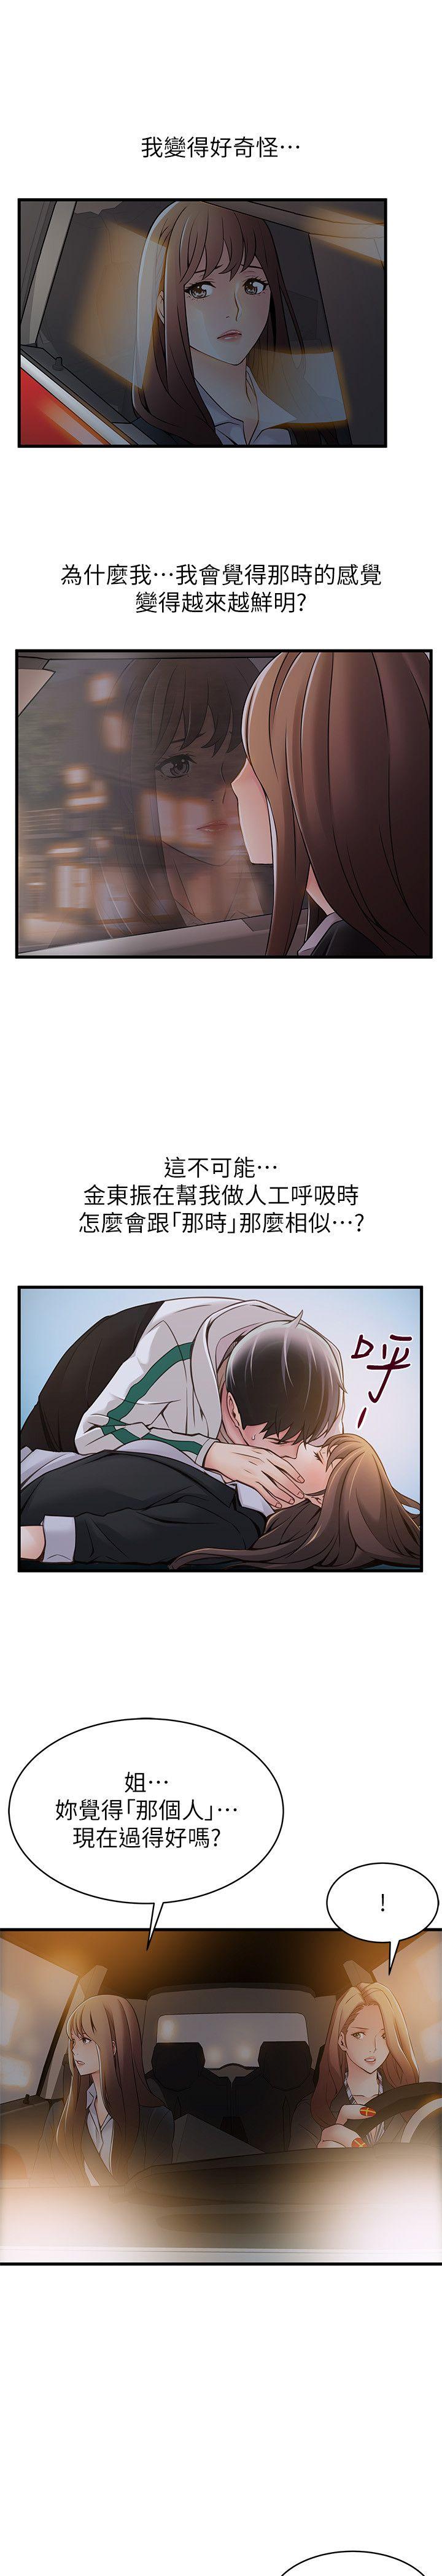 我變得好奇怪…
為什麼我…我會覺得那時的感覺
變得越來越鮮明?
這不可能…
金東振在幫我做人工呼吸時
怎麼會跟「那時」那麼相似…?
呼
姐…
妳覺得「那個人」…
現在過得好嗎?
!